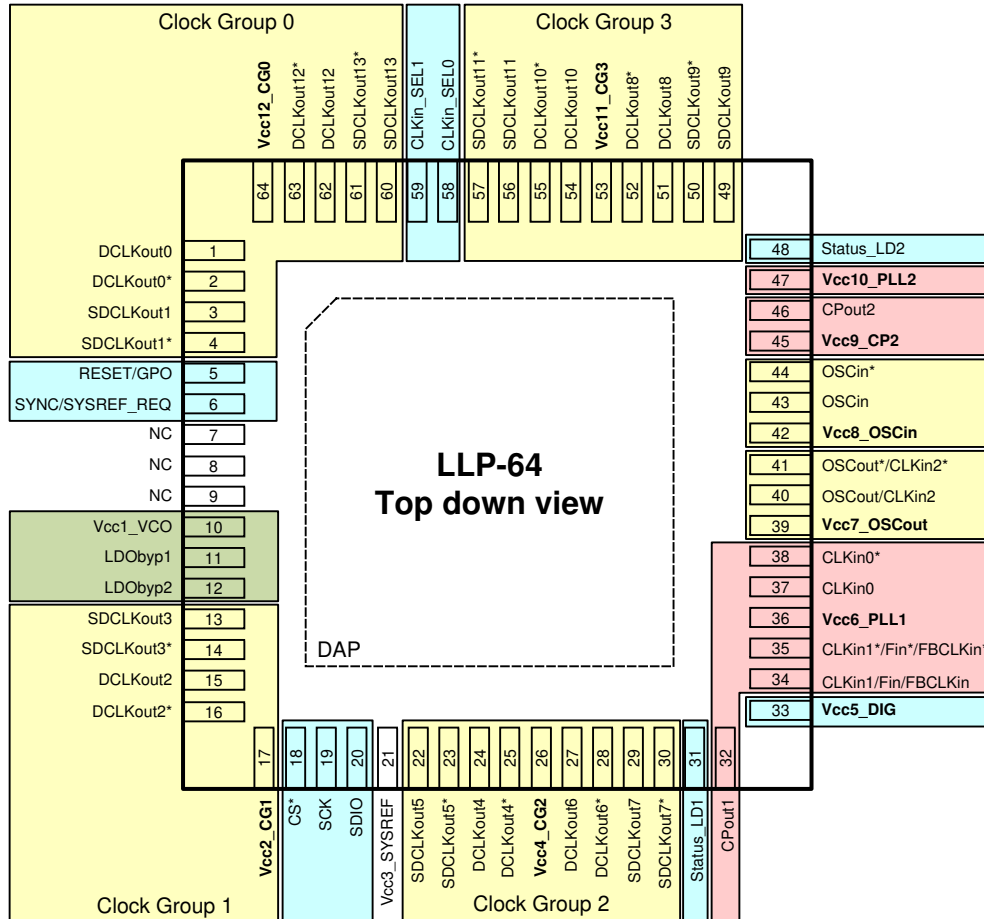 Clock Group 0
Clock Group 3
Vcc12_CG0
DCLKout12*
DCLKout12
SDCLKout13*
SDCLKout13
CLKin_SEL1
CLKin_SEL0
SDCLKout11*
SDCLKout11
DCLKout10*
DCLKout10
Vcc11_CG3
DCLKout8*
DCLKout8
SDCLKout9*
SDCLKout9
64
63
62
61
60
59
58
57
56
55
54
53
52
51
50
49
DCLKout0 1
DCLKout0* 2
SDCLKout1 3
SDCLKout1* 4
RESET/GPO 5
SYNC/SYSREF_REQ 6
NC 7
NC 8
NC 9
Vcc1_VCO 10
LDObyp1 11
LDObyp2 12
SDCLKout3 13
SDCLKout3* 14
DCLKout2 15
DCLKout2* 16
LLP-64
Top down view
DAP
48 Status_LD2
47 Vcc10_PLL2
46 CPout2
45 Vcc9_CP2
44 OSCin*
43 OSCin
42 Vcc8_OSCin
41 OSCout*/CLKin2*
40 OSCout/CLKin2
39 Vcc7_OSCout
38 CLKin0*
37 CLKin0
36 Vcc6_PLL1
35 CLKin1*/Fin*/FBCLKin*
34 CLKin1/Fin/FBCLKin
33 Vcc5_DIG
17
18
19
20
21
22
23
24
25
26
27
28
29
30
31
32
Vcc2_CG1
CS*
SCK
SDIO
Vcc3_SYSREF
SDCLKout5
SDCLKout5*
DCLKout4
DCLKout4*
Vcc4_CG2
DCLKout6
DCLKout6*
SDCLKout7
SDCLKout7*
Status_LD1
CPout1
Clock Group 1
Clock Group 2